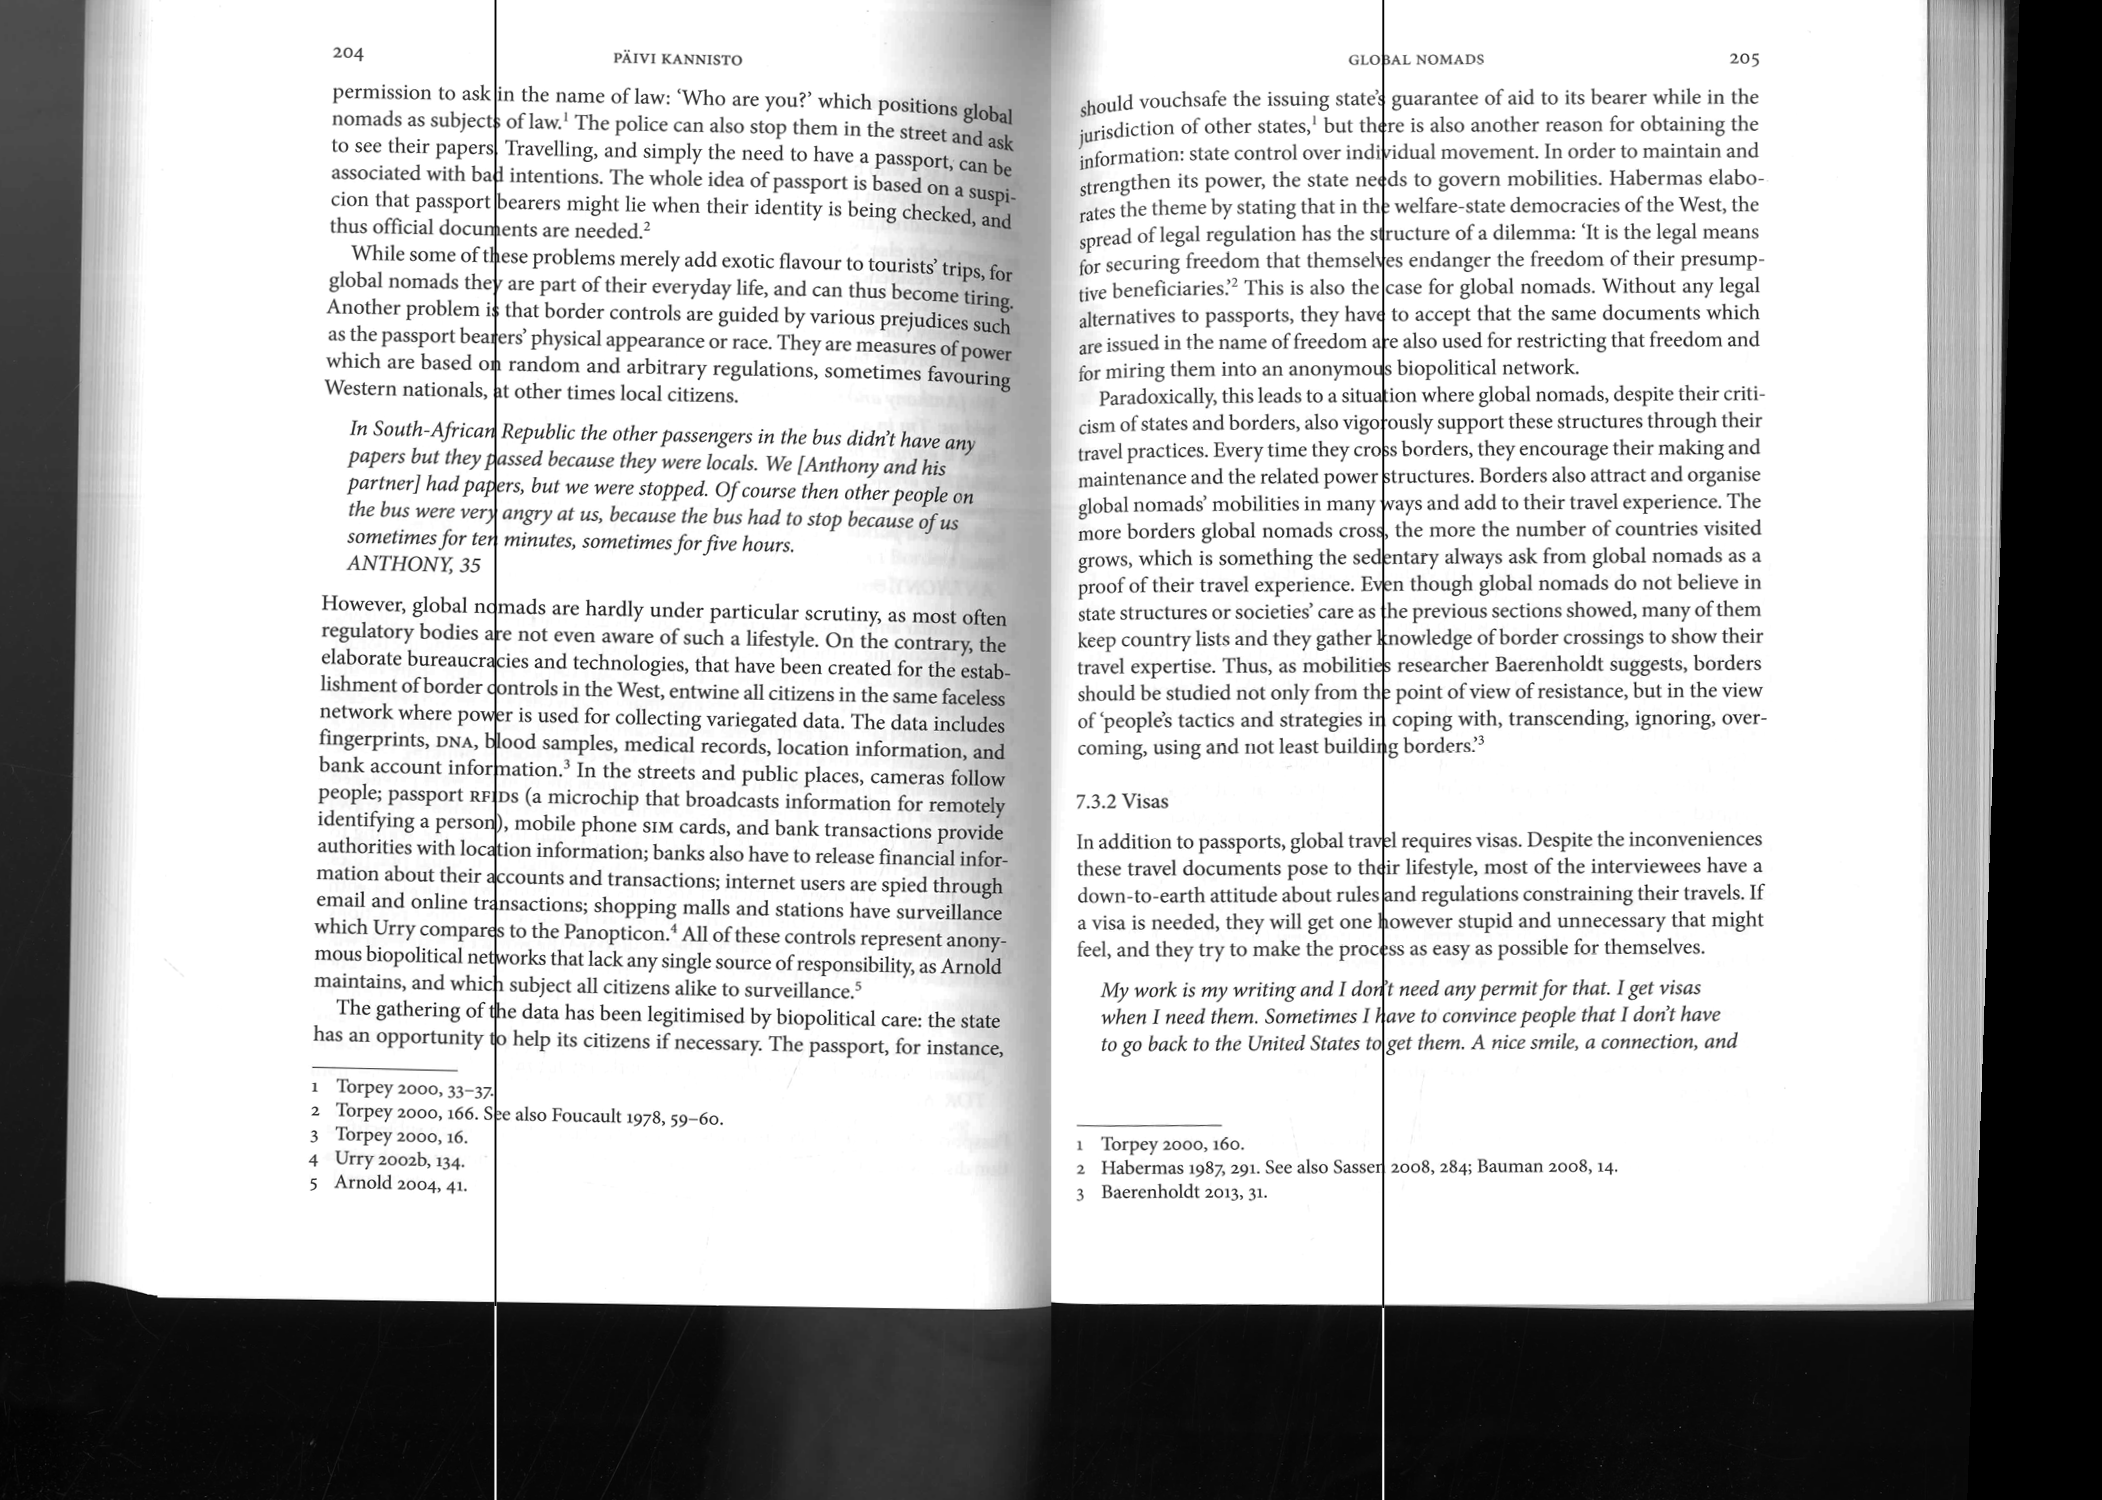 204
PÄIVI KANNISTO
permission to ask in the name of law: ‘Who are you?’ which positions global
nomads as subjects of law.1 The police can also stop them in the street and ask
to see their papers. Travelling, and simply the need to have a passport, can be
associated with bad intentions. The whole idea of passport is based on a suspi-
cion that passport bearers might lie when their identity is being checked, and
thus official documents are needed.2
While some of these problems merely add exotic flavour to tourists’ trips, for
global nomads they are part of their everyday life, and can thus become tiring.
Another problem is that border controls are guided by various prejudices such
as the passport bearers’ physical appearance or race. They are measures of power
which are based on random and arbitrary regulations, sometimes favouring
Western nationals, at other times local citizens.
In South-African Republic the other passengers in the bus didn’t have any
papers but they passed because they were locals. We [Anthony and his
partner] had papers, but we were stopped. Of course then other people on
the bus were very angry at us, because the bus had to stop because of us
sometimes for ten minutes, sometimes for five hours.
ANTHONY, 35
However, global nomads are hardly under particular scrutiny, as most often
regulatory bodies are not even aware of such a lifestyle. On the contrary, the
elaborate bureaucracies and technologies, that have been created for the estab-
lishment of border controls in the West, entwine all citizens in the same faceless
network where power is used for collecting variegated data. The data includes
fingerprints, DNA, blood samples, medical records, location information, and
bank account information.3 In the streets and public places, cameras follow
people; passport RFIDs (a microchip that broadcasts information for remotely
identifying a person), mobile phone SIM cards, and bank transactions provide
authorities with location information; banks also have to release financial infor-
mation about their accounts and transactions; internet users are spied through
email and online transactions; shopping malls and stations have surveillance
which Urry compares to the Panopticon.4 All of these controls represent anony-
mous biopolitical networks that lack any single source of responsibility, as Arnold
maintains, and which subject all citizens alike to surveillance.5
The gathering of the data has been legitimised by biopolitical care: the state
has an opportunity to help its citizens if necessary. The passport, for instance,
1 Torpey 2000, 33–37.
2 Torpey 2000, 166. See also Foucault 1978, 59–60.
3 Torpey 2000, 16.
4 Urry 2002b, 134.
5 Arnold 2004, 41.
GLOBAL NOMADS
205
should vouchsafe the issuing state’s guarantee of aid to its bearer while in the
jurisdiction of other states,1 but there is also another reason for obtaining the
information: state control over individual movement. In order to maintain and
strengthen its power, the state needs to govern mobilities. Habermas elabo-
rates the theme by stating that in the welfare-state democracies of the West, the
spread of legal regulation has the structure of a dilemma: ‘It is the legal means
for securing freedom that themselves endanger the freedom of their presump-
tive beneficiaries.’2 This is also the case for global nomads. Without any legal
alternatives to passports, they have to accept that the same documents which
are issued in the name of freedom are also used for restricting that freedom and
for miring them into an anonymous biopolitical network.
Paradoxically, this leads to a situation where global nomads, despite their criti-
cism of states and borders, also vigorously support these structures through their
travel practices. Every time they cross borders, they encourage their making and
maintenance and the related power structures. Borders also attract and organise
global nomads’ mobilities in many ways and add to their travel experience. The
more borders global nomads cross, the more the number of countries visited
grows, which is something the sedentary always ask from global nomads as a
proof of their travel experience. Even though global nomads do not believe in
state structures or societies’ care as the previous sections showed, many of them
keep country lists and they gather knowledge of border crossings to show their
travel expertise. Thus, as mobilities researcher Baerenholdt suggests, borders
should be studied not only from the point of view of resistance, but in the view
of ‘people’s tactics and strategies in coping with, transcending, ignoring, over-
coming, using and not least building borders.’3
7.3.2 Visas
In addition to passports, global travel requires visas. Despite the inconveniences
these travel documents pose to their lifestyle, most of the interviewees have a
down-to-earth attitude about rules and regulations constraining their travels. If
a visa is needed, they will get one however stupid and unnecessary that might
feel, and they try to make the process as easy as possible for themselves.
My work is my writing and I don’t need any permit for that. I get visas
when I need them. Sometimes I have to convince people that I don’t have
to go back to the United States to get them. A nice smile, a connection, and
1 Torpey 2000, 160.
2 Habermas 1987, 291. See also Sassen 2008, 284; Bauman 2008, 14.
3 Baerenholdt 2013, 31.